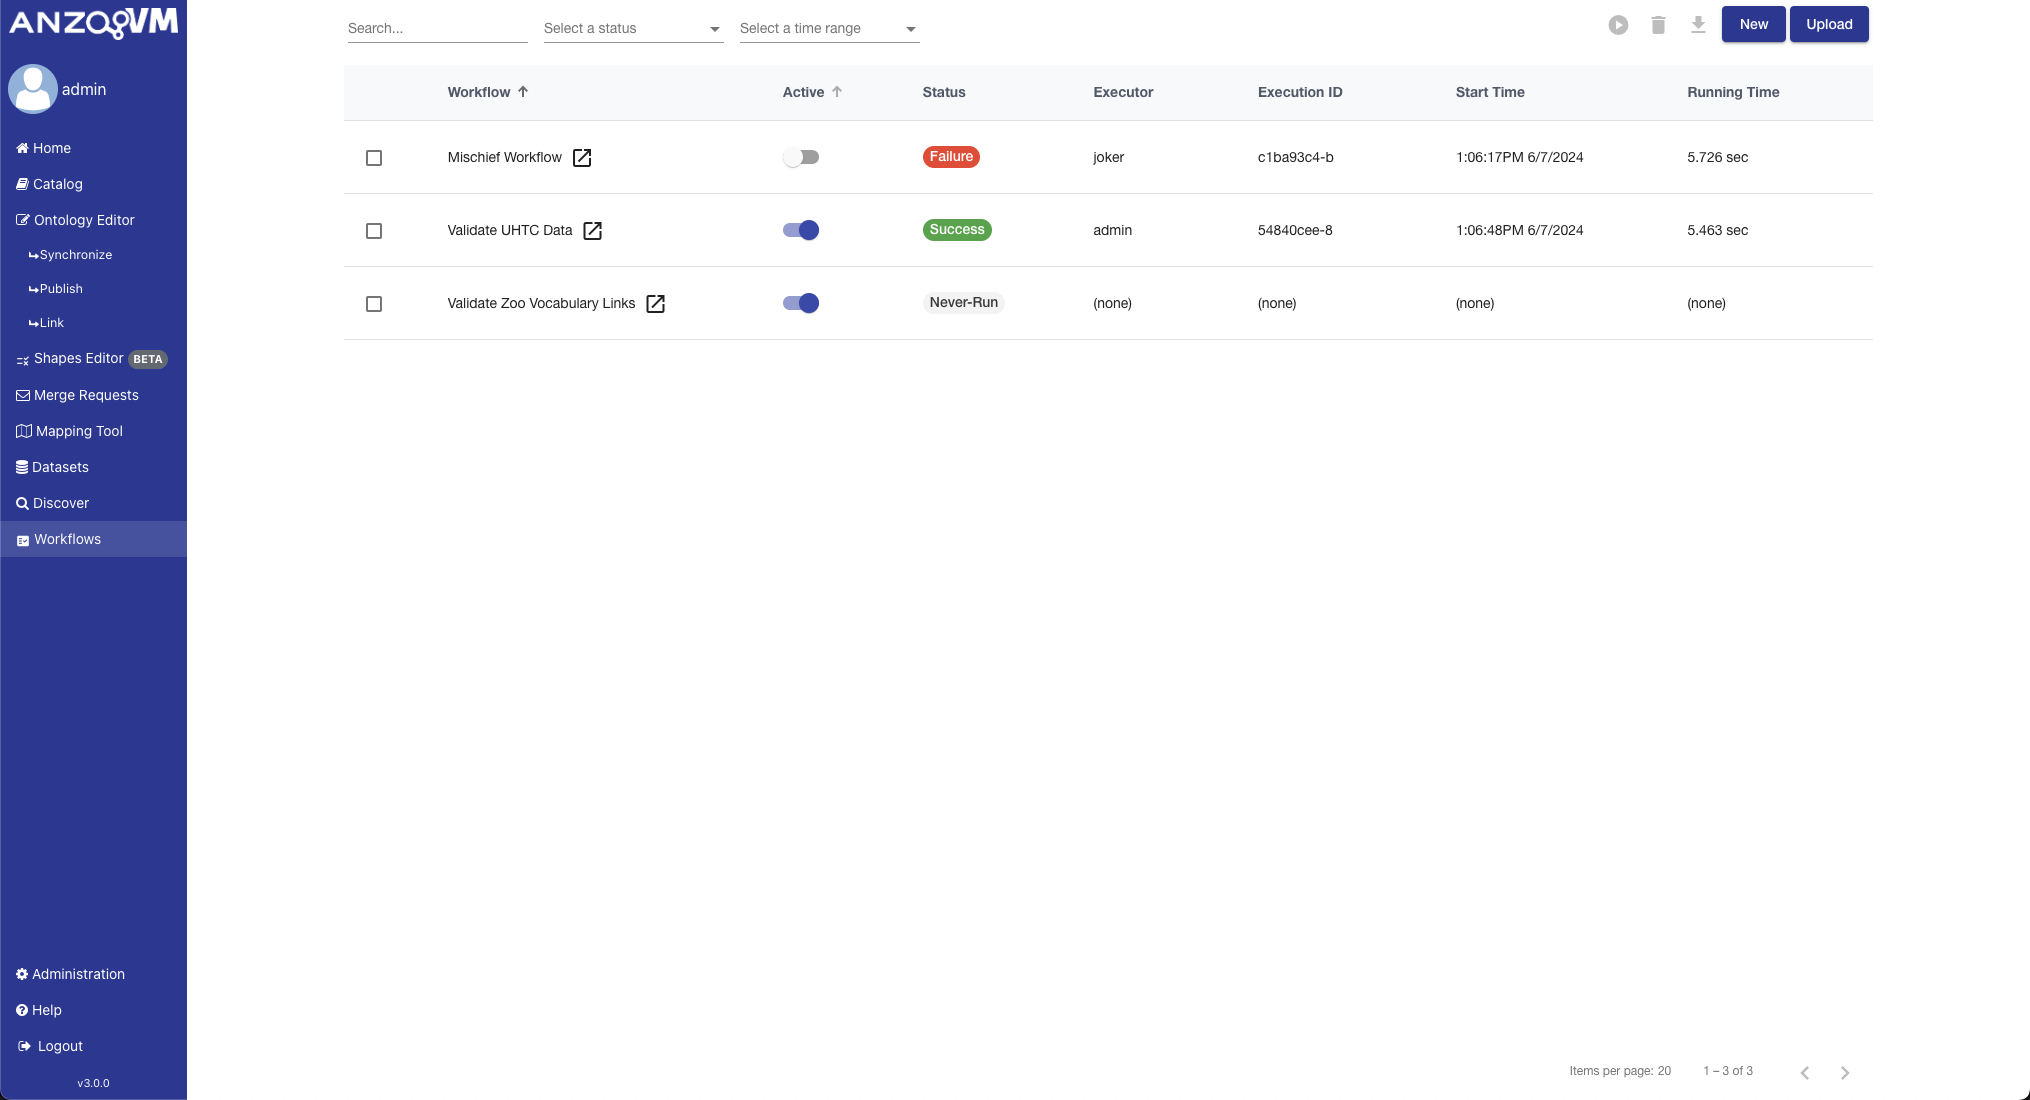 ANZOVM
admin
Home
Catalog
Ontology Editor
Synchronize
Publish
Link
Shapes Editor BETA
Merge Requests
Mapping Tool
Datasets
Discover
Workflows
Administration
Help
Logout
v3.0.0
Search... Select a status Select a time range New Upload
Workflow Active Status Executor Execution ID Start Time Running Time
Mischief Workflow Failure joker c1ba93c4-b 1:06:17PM 6/7/2024 5.726 sec
Validate UHTC Data Success admin 54840cee-8 1:06:48PM 6/7/2024 5.463 sec
Validate Zoo Vocabulary Links Never-Run (none) (none) (none) (none)
Items per page: 20 1 – 3 of 3